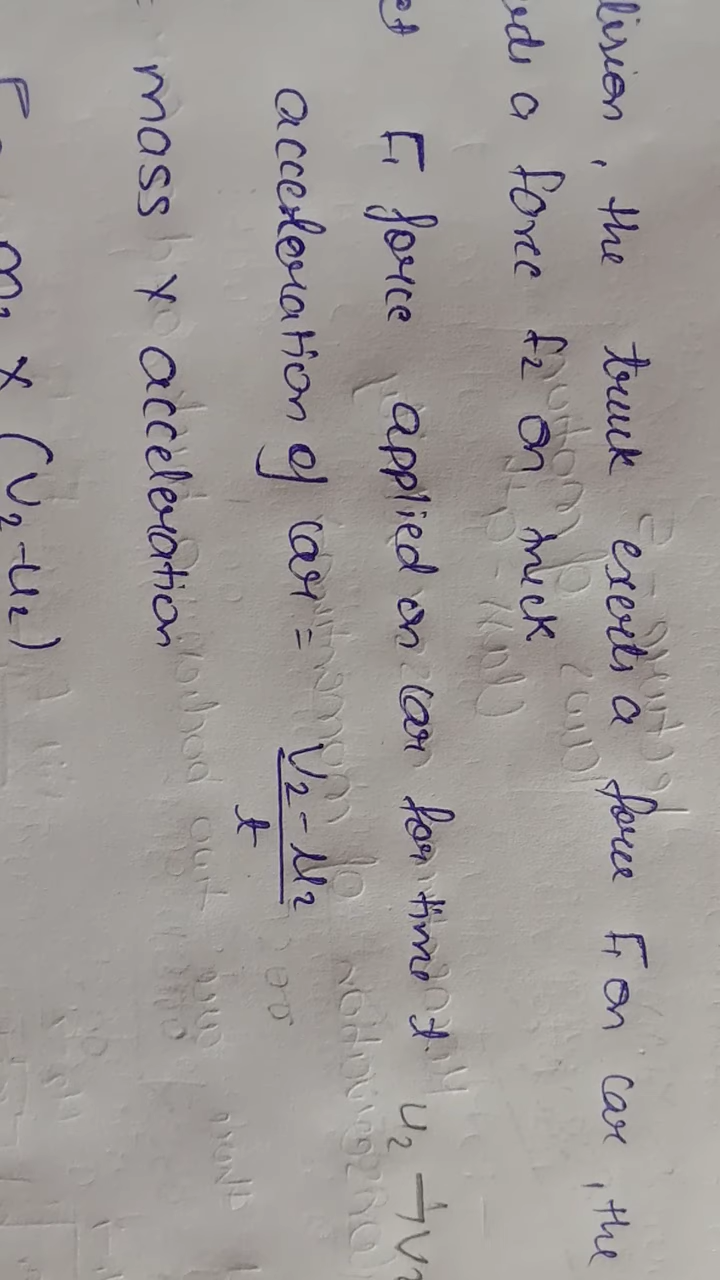 lision, the truck exerts a force F₁ on car, the
a force f₂ on truck
F₁ force applied on car for time t u₂→v₂
acceleration of car = v₂-u₂/t
= mass × acceleration
m₂ × (v₂-u₂)